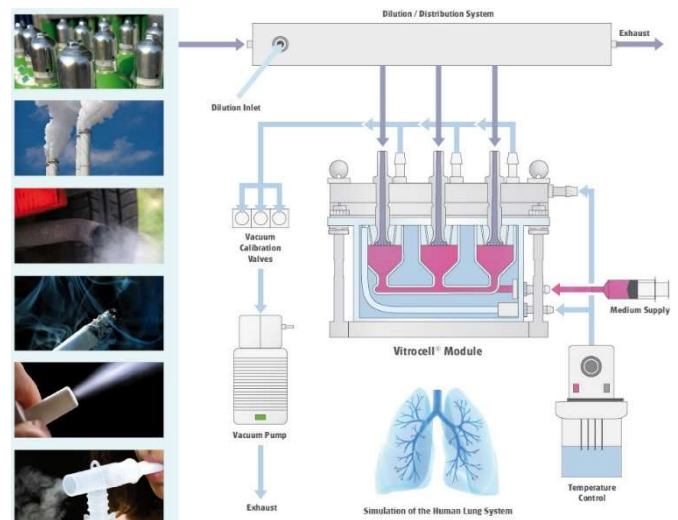 Dilution / Distribution System
Exhaust
Dilution Inlet
Vacuum
Calibration
Valves
Medium Supply
Vitrocell® Module
Vacuum Pump
Temperature
Control
Exhaust
Simulation of the Human Lung System